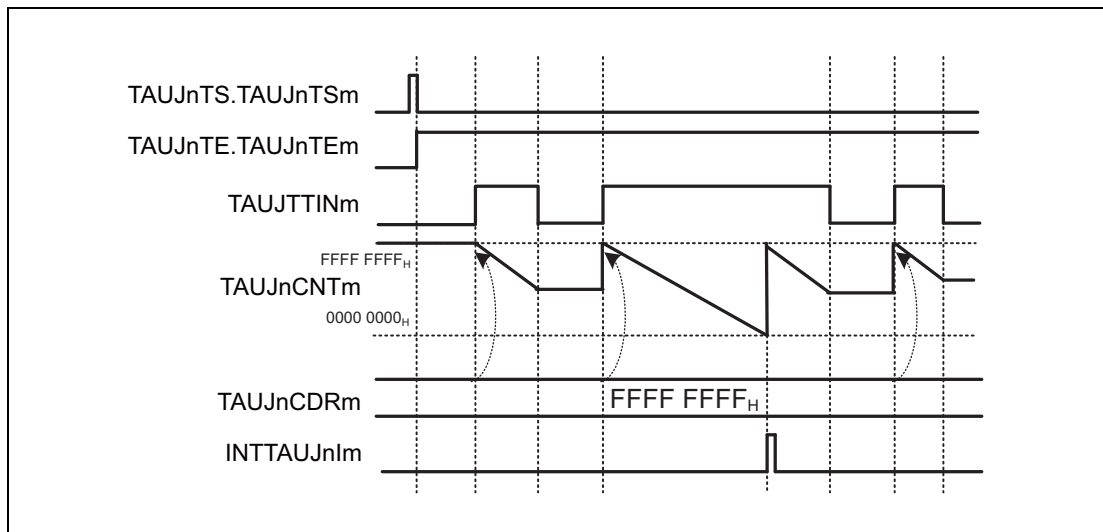 TAUJnTS.TAUJnTSm
TAUJnTE.TAUJnTEm
TAUJTTINm
FFFF FFFFH
TAUJnCNTm
0000 0000H
TAUJnCDRm
FFFF FFFFH
INTTAUJnIm